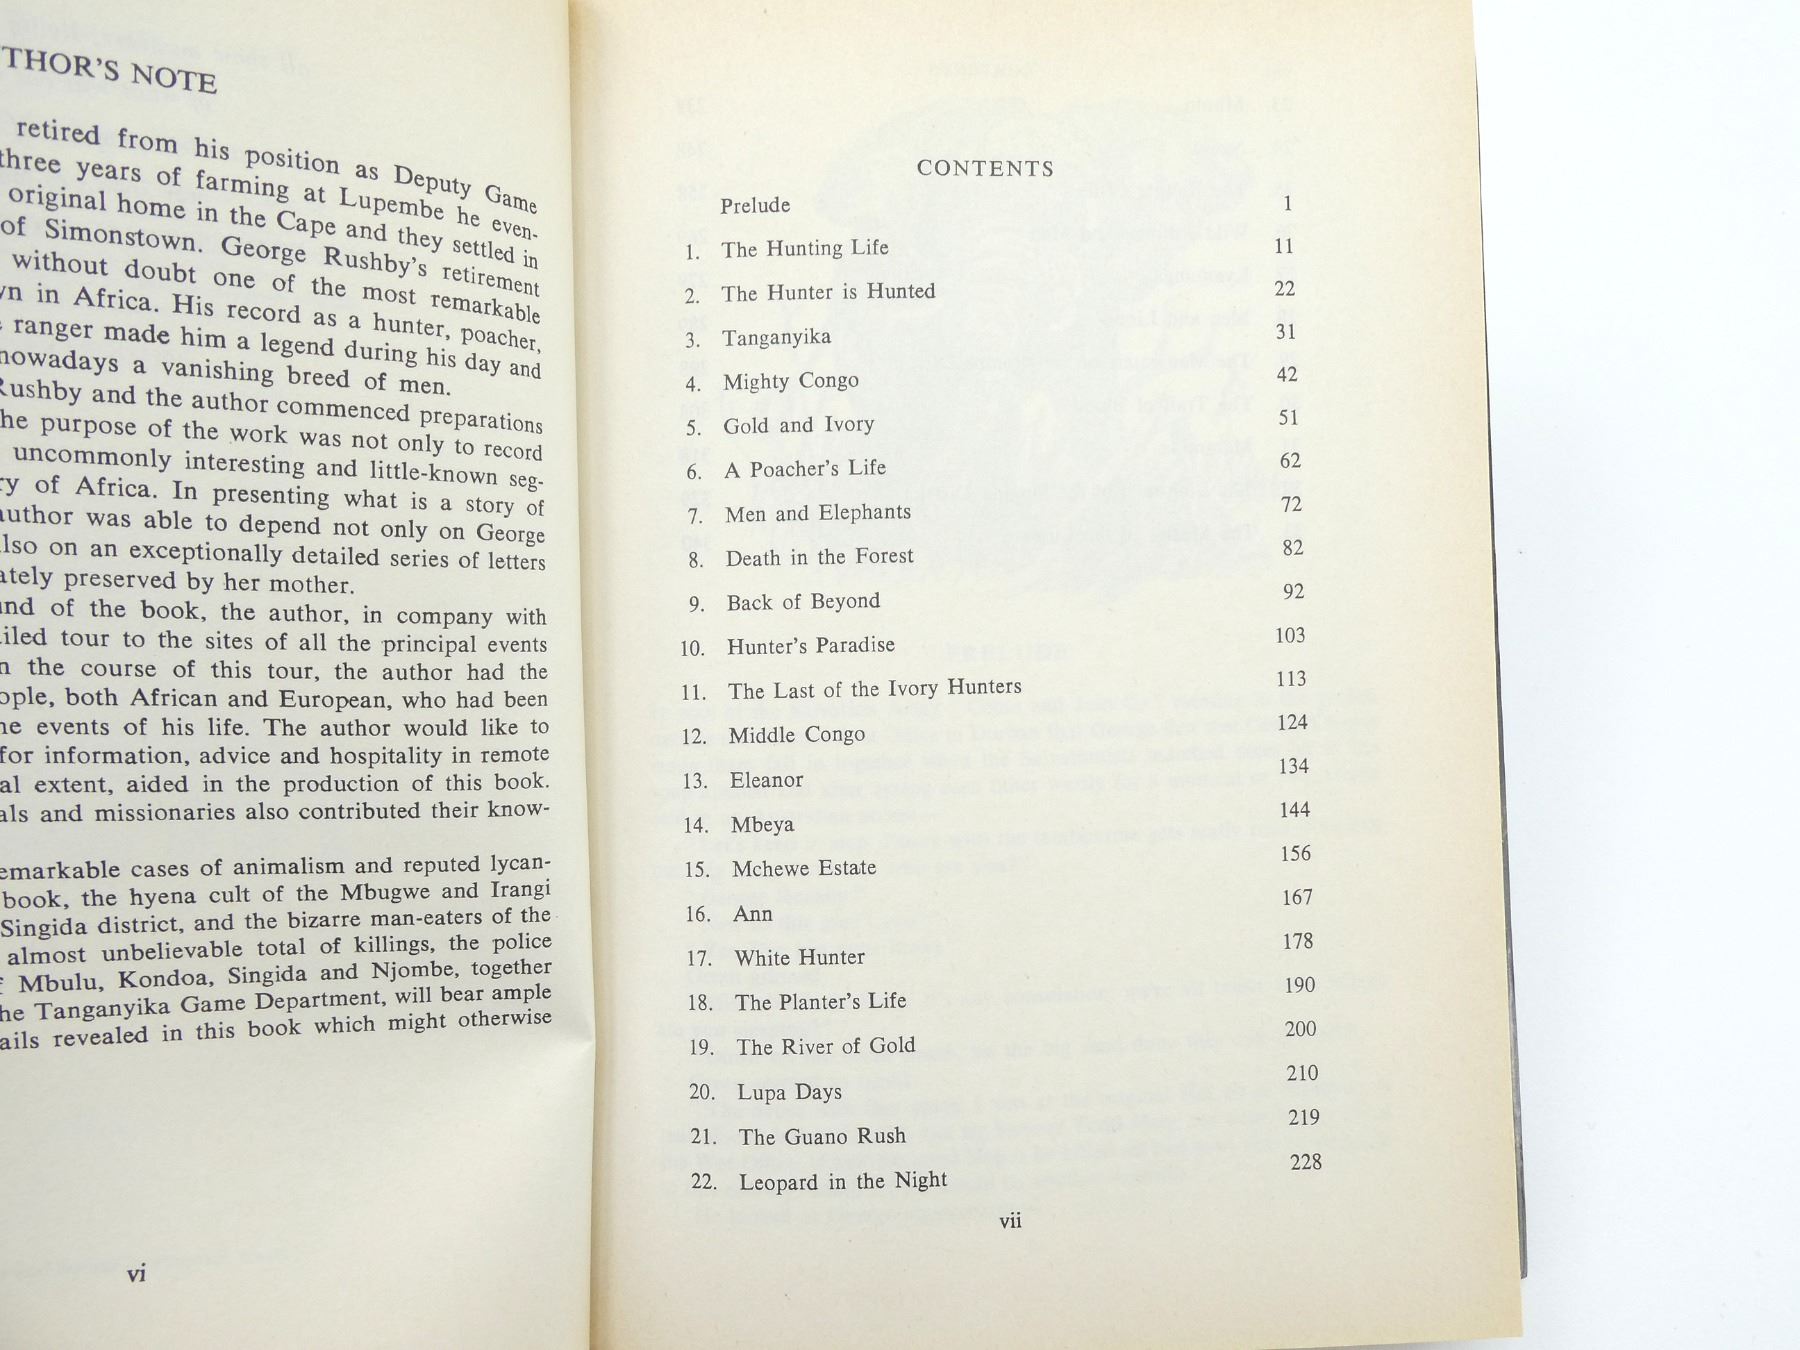 THOR'S NOTE
retired from his position as Deputy Game
three years of farming at Lupembe he even-
original home in the Cape and they settled in
of Simonstown. George Rushby's retirement
without doubt one of the most remarkable
in Africa. His record as a hunter, poacher,
ranger made him a legend during his day and
nowadays a vanishing breed of men.
Rushby and the author commenced preparations
he purpose of the work was not only to record
uncommonly interesting and little-known seg-
ry of Africa. In presenting what is a story of
author was able to depend not only on George
lso on an exceptionally detailed series of letters
ately preserved by her mother.
und of the book, the author, in company with
iled tour to the sites of all the principal events
n the course of this tour, the author had the
ople, both African and European, who had been
he events of his life. The author would like to
for information, advice and hospitality in remote
al extent, aided in the production of this book.
als and missionaries also contributed their know-
emarkable cases of animalism and reputed lycan-
book, the hyena cult of the Mbugwe and Irangi
Singida district, and the bizarre man-eaters of the
almost unbelievable total of killings, the police
f Mbulu, Kondoa, Singida and Njombe, together
he Tanganyika Game Department, will bear ample
ails revealed in this book which might otherwise
vi
CONTENTS
Prelude 1
1. The Hunting Life 11
2. The Hunter is Hunted 22
3. Tanganyika 31
4. Mighty Congo 42
5. Gold and Ivory 51
6. A Poacher's Life 62
7. Men and Elephants 72
8. Death in the Forest 82
9. Back of Beyond 92
10. Hunter's Paradise 103
11. The Last of the Ivory Hunters 113
12. Middle Congo 124
13. Eleanor 134
14. Mbeya 144
15. Mchewe Estate 156
16. Ann 167
17. White Hunter 178
18. The Planter's Life 190
19. The River of Gold 200
20. Lupa Days 210
21. The Guano Rush 219
22. Leopard in the Night 228
vii